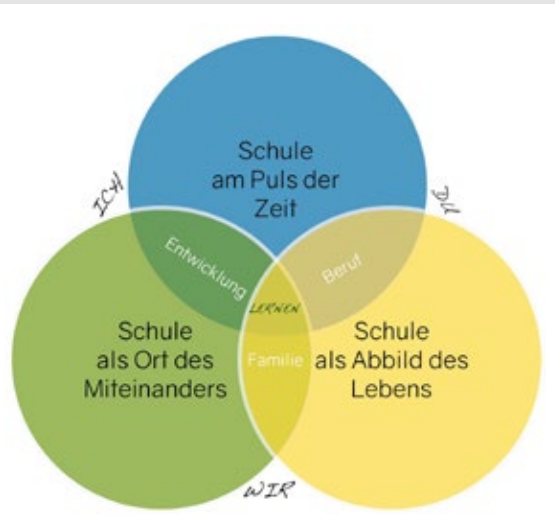 Schule
am Puls der
Zeit
ICH
DU
Entwicklung
Beruf
LERNEN
Schule
als Ort des
Miteinanders
Familie
Schule
als Abbild des
Lebens
WIR